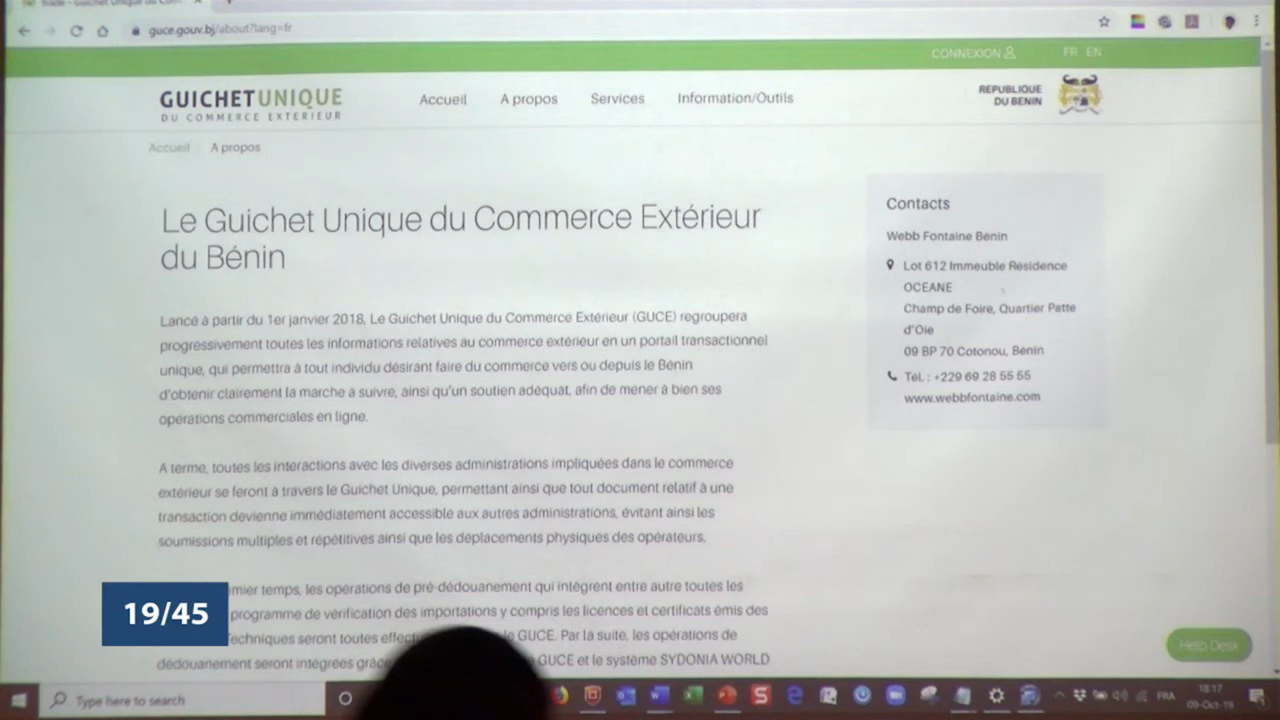 guce.gouv.bj/about?lang=fr
CONNEXION FR EN
GUICHETUNIQUE
DU COMMERCE EXTERIEUR
Accueil A propos Services Information/Outils
REPUBLIQUE
DU BENIN
Accueil A propos
Le Guichet Unique du Commerce Extérieur
du Bénin
Lancé à partir du 1er janvier 2018, Le Guichet Unique du Commerce Extérieur (GUCE) regroupera
progressivement toutes les informations relatives au commerce extérieur en un portail transactionnel
unique, qui permettra à tout individu désirant faire du commerce vers ou depuis le Bénin
d'obtenir clairement la marche à suivre, ainsi qu'un soutien adéquat, afin de mener à bien ses
opérations commerciales en ligne.
A terme, toutes les interactions avec les diverses administrations impliquées dans le commerce
extérieur se feront à travers le Guichet Unique, permettant ainsi que tout document relatif à une
transaction devienne immédiatement accessible aux autres administrations, évitant ainsi les
soumissions multiples et répétitives ainsi que les déplacements physiques des opérateurs.
mier temps, les opérations de pré-dédouanement qui intègrent entre autre toutes les
programme de vérification des importations y compris les licences et certificats émis des
Techniques seront toutes effect le GUCE. Par la suite, les opérations de
dédouanement seront intégrées grâc GUCE et le système SYDONIA WORLD
Contacts
Webb Fontaine Benin
Lot 612 Immeuble Résidence
OCEANE
Champ de Foire, Quartier Patte
d'Oie
09 BP 70 Cotonou, Bénin
Tél. : +229 69 28 55 55
www.webbfontaine.com
Help Desk
19/45
Type here to search
FRA
18:17
09-Oct-19